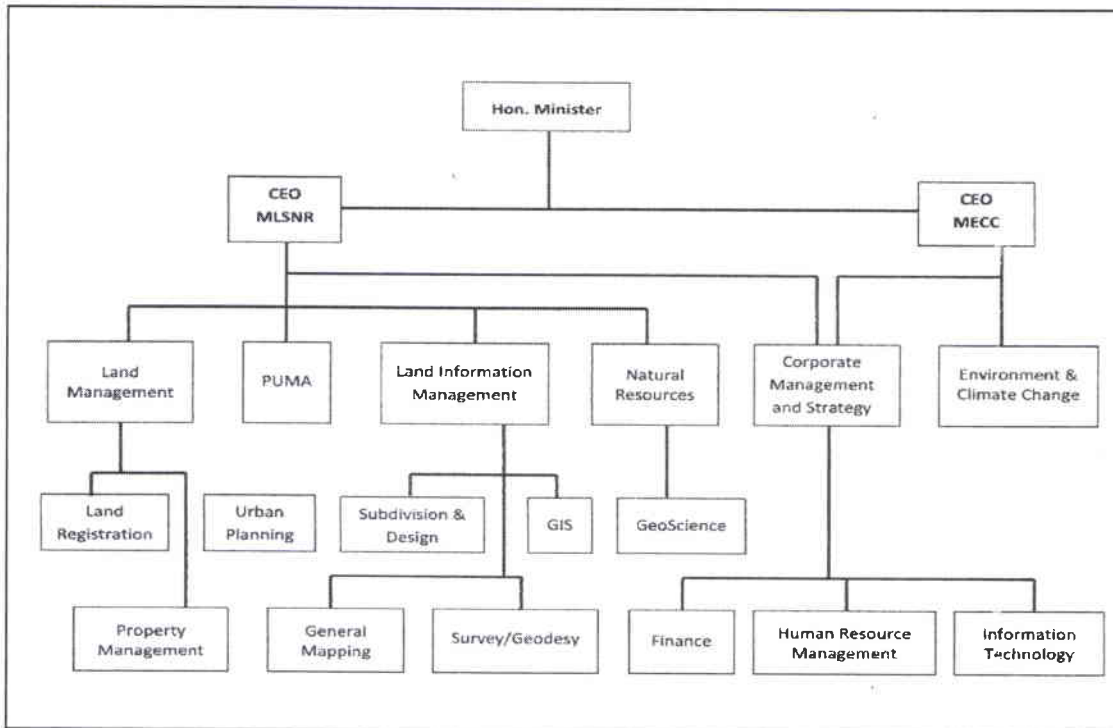 Hon. Minister
CEO
MLSNR
CEO
MECC
Land
Management
PUMA
Land Information
Management
Natural
Resources
Corporate
Management
and Strategy
Environment &
Climate Change
Land
Registration
Urban
Planning
Subdivision &
Design
GIS
GeoScience
Property
Management
General
Mapping
Survey/Geodesy
Finance
Human Resource
Management
Information
Technology